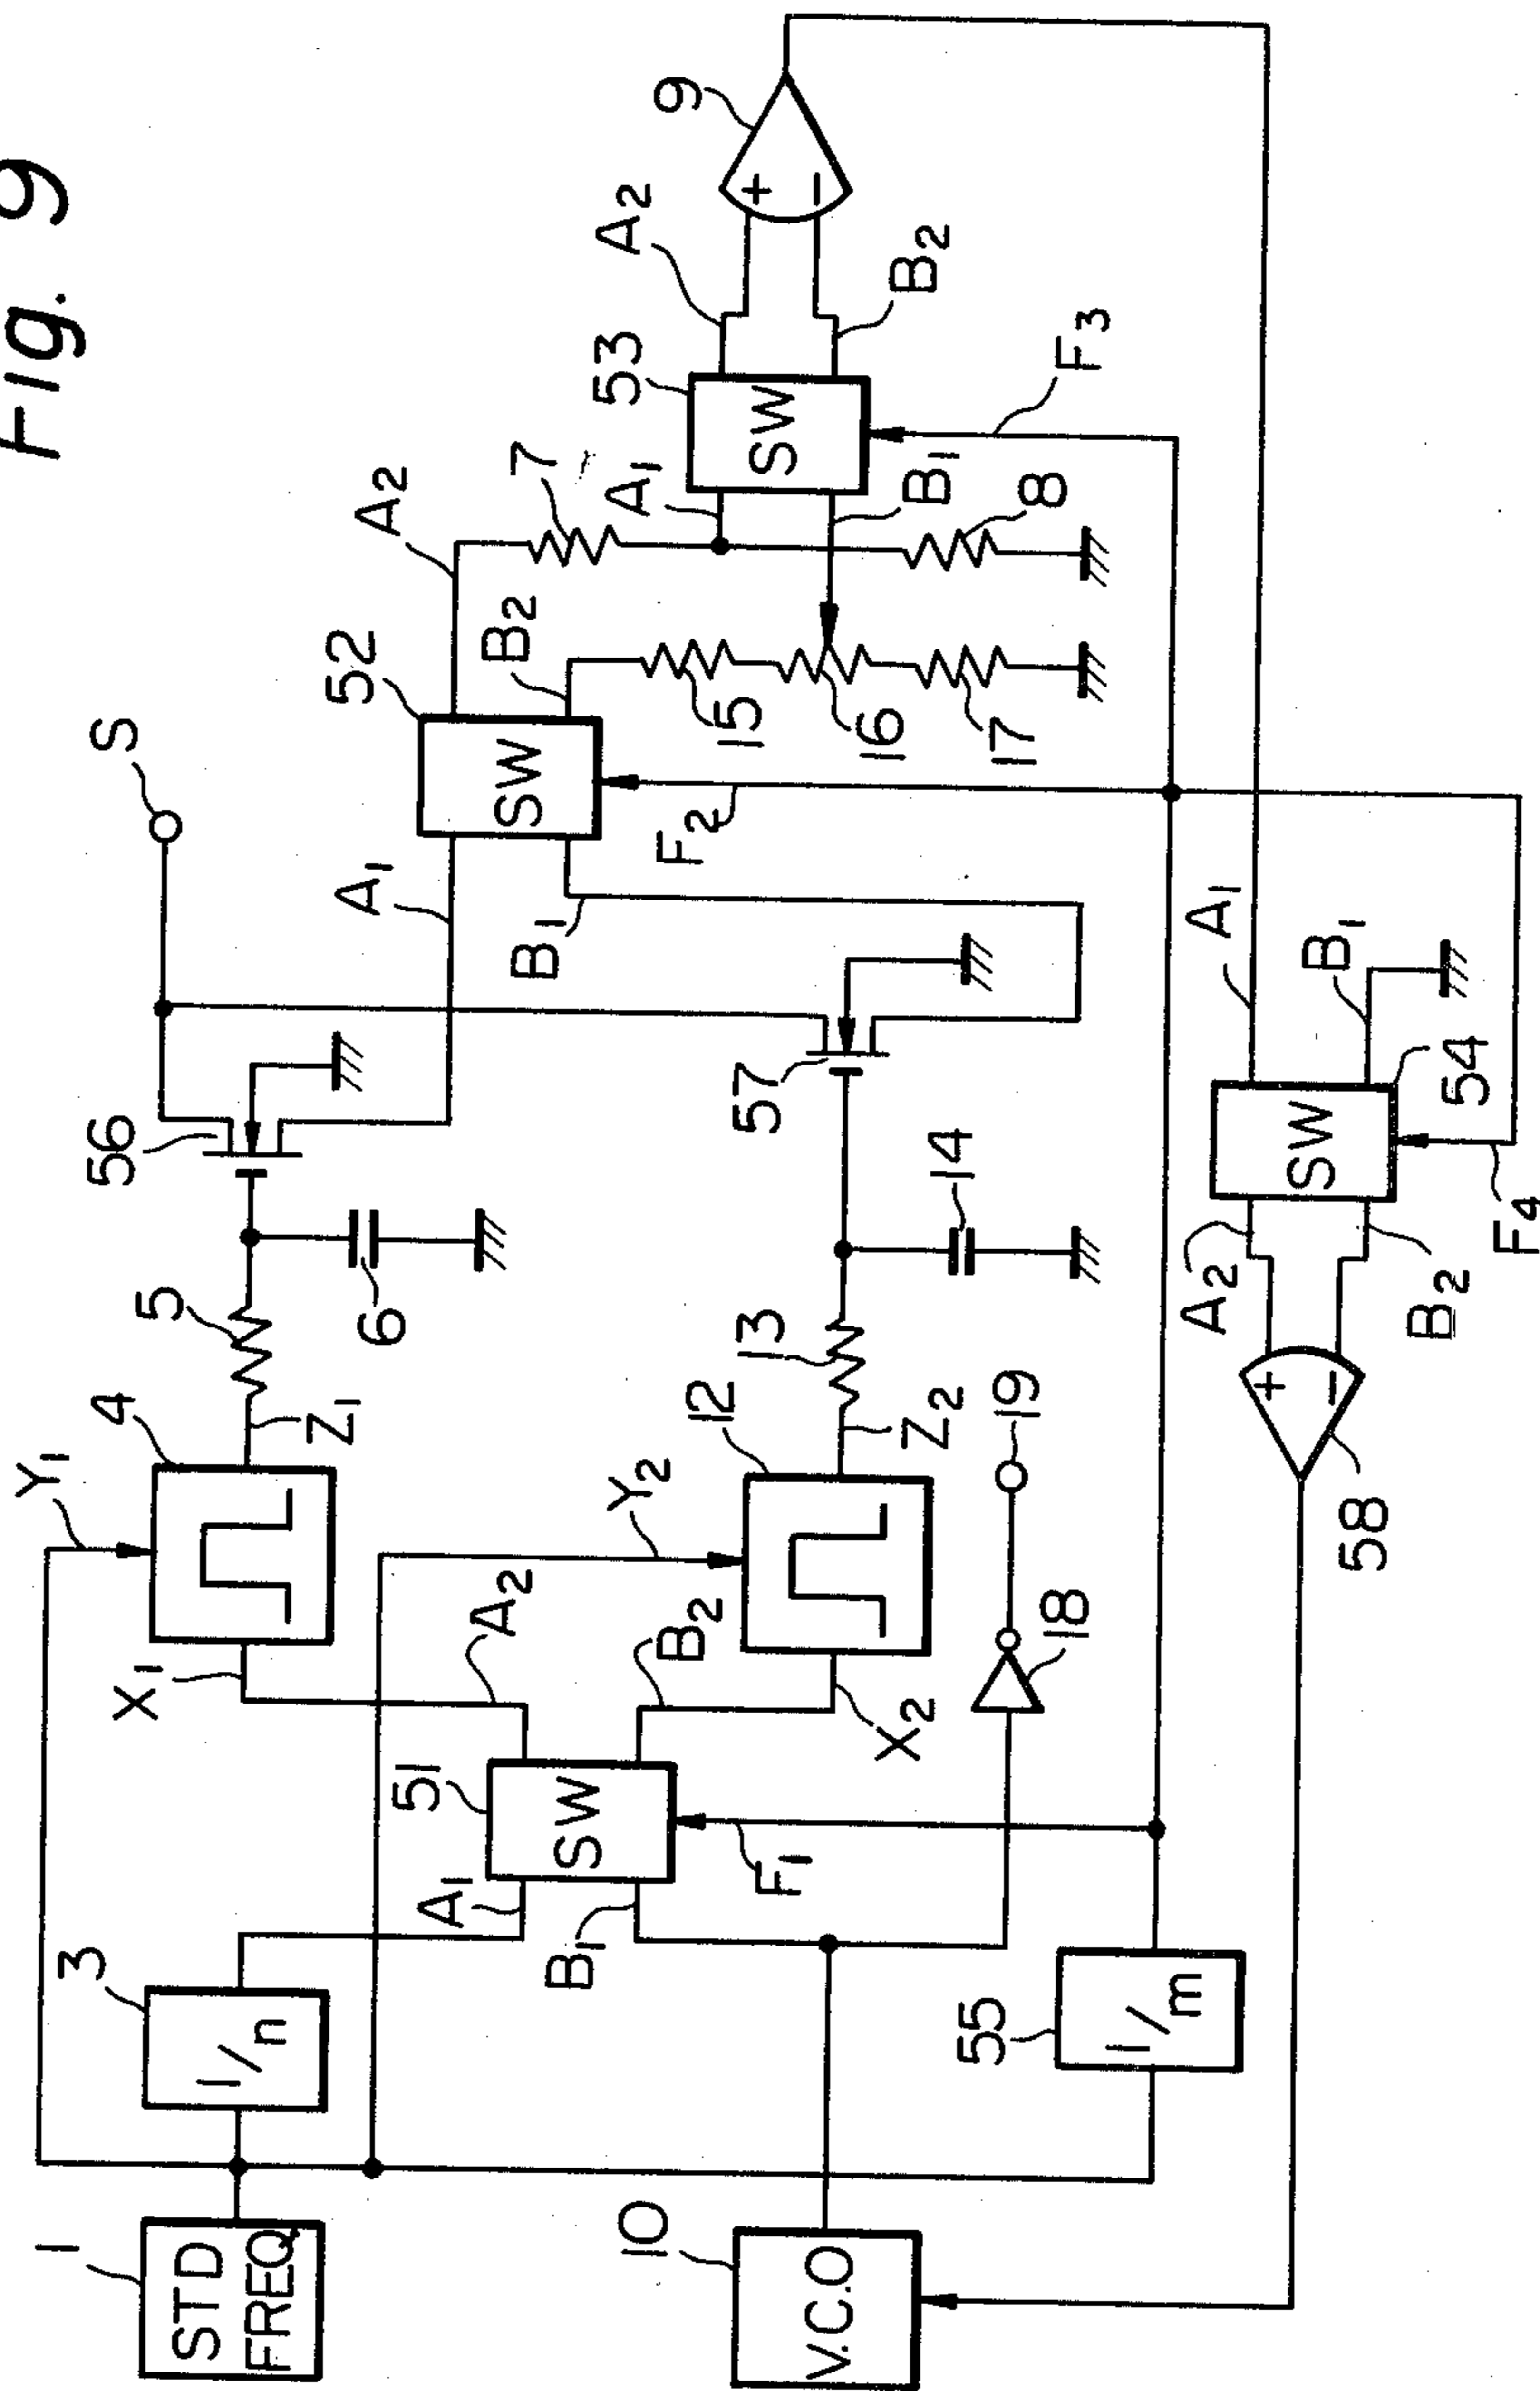 Fig. 9
1
STD
FREQ
3
1/n
Y1
4
X1
Z1
5
6
56
S
A1
A2
52
SW
B1
B2
F2
7
A1
53
SW
A2
9
+
−
B1
B2
8
F3
15
16
17
51
SW
A1
A2
B1
B2
F1
X2
Y2
12
Z2
13
14
57
18
19
10
V.C.O
55
1/m
58
+
−
A2
B2
SW
54
A1
B1
F4